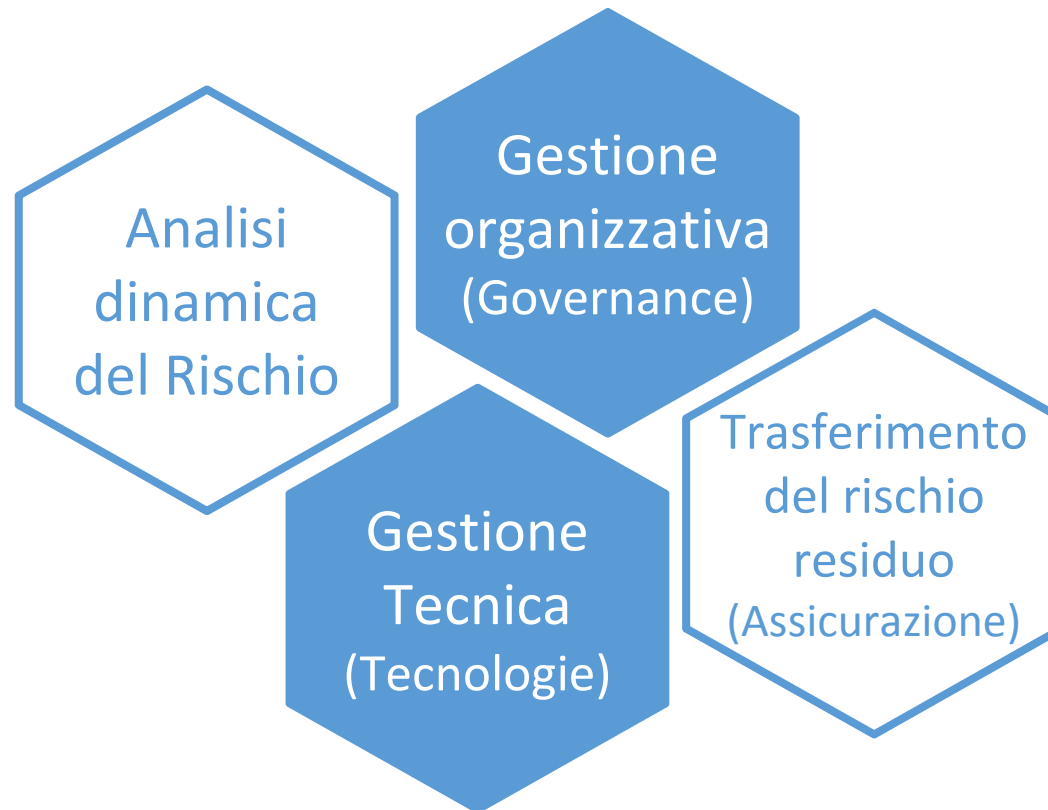 Analisi
dinamica
del Rischio
Gestione
organizzativa
(Governance)
Gestione
Tecnica
(Tecnologie)
Trasferimento
del rischio
residuo
(Assicurazione)